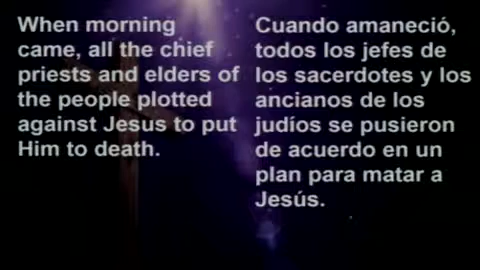 When morning
came, all the chief
priests and elders of
the people plotted
against Jesus to put
Him to death.
Cuando amaneció,
todos los jefes de
los sacerdotes y los
ancianos de los
judíos se pusieron
de acuerdo en un
plan para matar a
Jesús.